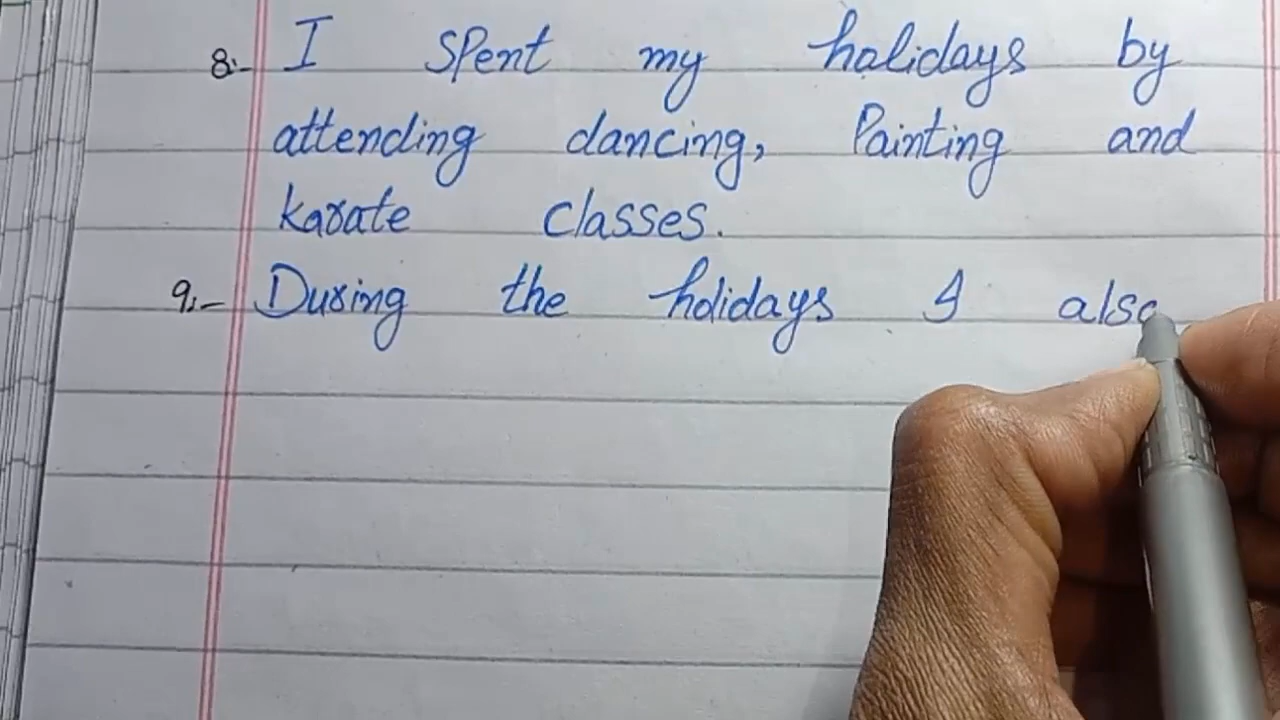 8:- I spent my holidays by
attending dancing, Painting and
karate classes.
9:- During the holidays I also